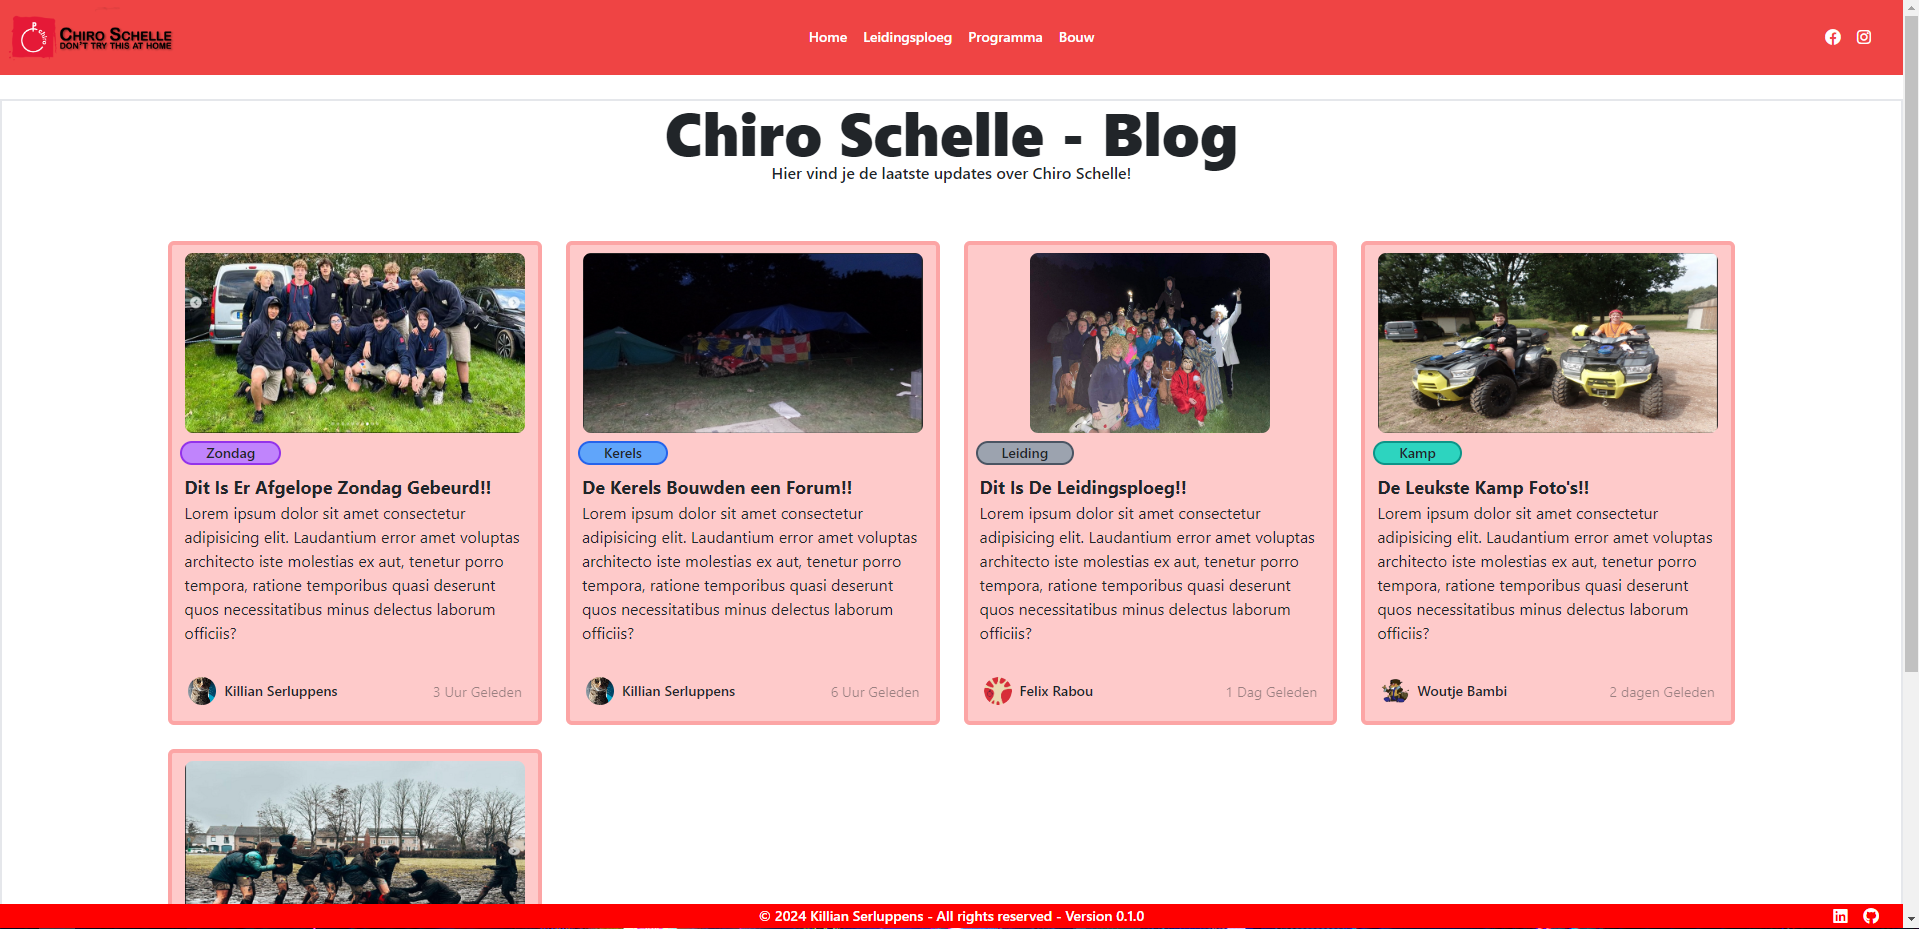 CHIRO SCHELLE
DON'T TRY THIS AT HOME
Home Leidingsploeg Programma Bouw
Chiro Schelle - Blog
Hier vind je de laatste updates over Chiro Schelle!
Zondag
Dit Is Er Afgelope Zondag Gebeurd!!
Lorem ipsum dolor sit amet consectetur
adipisicing elit. Laudantium error amet voluptas
architecto iste molestias ex aut, tenetur porro
tempora, ratione temporibus quasi deserunt
quos necessitatibus minus delectus laborum
officiis?
Killian Serluppens 3 Uur Geleden
Kerels
De Kerels Bouwden een Forum!!
Lorem ipsum dolor sit amet consectetur
adipisicing elit. Laudantium error amet voluptas
architecto iste molestias ex aut, tenetur porro
tempora, ratione temporibus quasi deserunt
quos necessitatibus minus delectus laborum
officiis?
Killian Serluppens 6 Uur Geleden
Leiding
Dit Is De Leidingsploeg!!
Lorem ipsum dolor sit amet consectetur
adipisicing elit. Laudantium error amet voluptas
architecto iste molestias ex aut, tenetur porro
tempora, ratione temporibus quasi deserunt
quos necessitatibus minus delectus laborum
officiis?
Felix Rabou 1 Dag Geleden
Kamp
De Leukste Kamp Foto's!!
Lorem ipsum dolor sit amet consectetur
adipisicing elit. Laudantium error amet voluptas
architecto iste molestias ex aut, tenetur porro
tempora, ratione temporibus quasi deserunt
quos necessitatibus minus delectus laborum
officiis?
Woutje Bambi 2 dagen Geleden
© 2024 Killian Serluppens - All rights reserved - Version 0.1.0